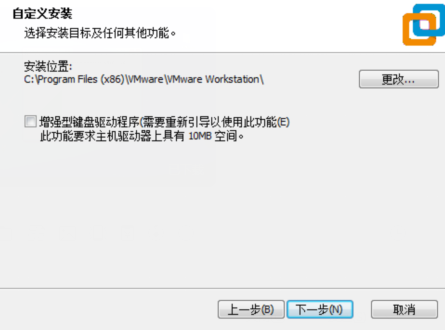 自定义安装
选择安装目标及任何其他功能。
安装位置:
C:\Program Files (x86)\VMware\VMware Workstation\
更改...
增强型键盘驱动程序(需要重新引导以使用此功能(E)
此功能要求主机驱动器上具有 10MB 空间。
上一步(B)
下一步(N)
取消